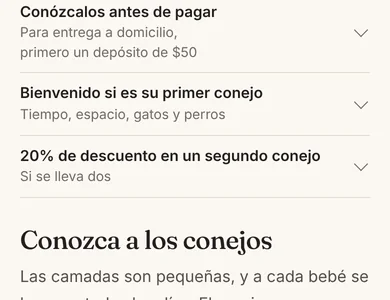 Conózcalos antes de pagar
Para entrega a domicilio,
primero un depósito de $50
Bienvenido si es su primer conejo
Tiempo, espacio, gatos y perros
20% de descuento en un segundo conejo
Si se lleva dos
Conozca a los conejos
Las camadas son pequeñas, y a cada bebé se